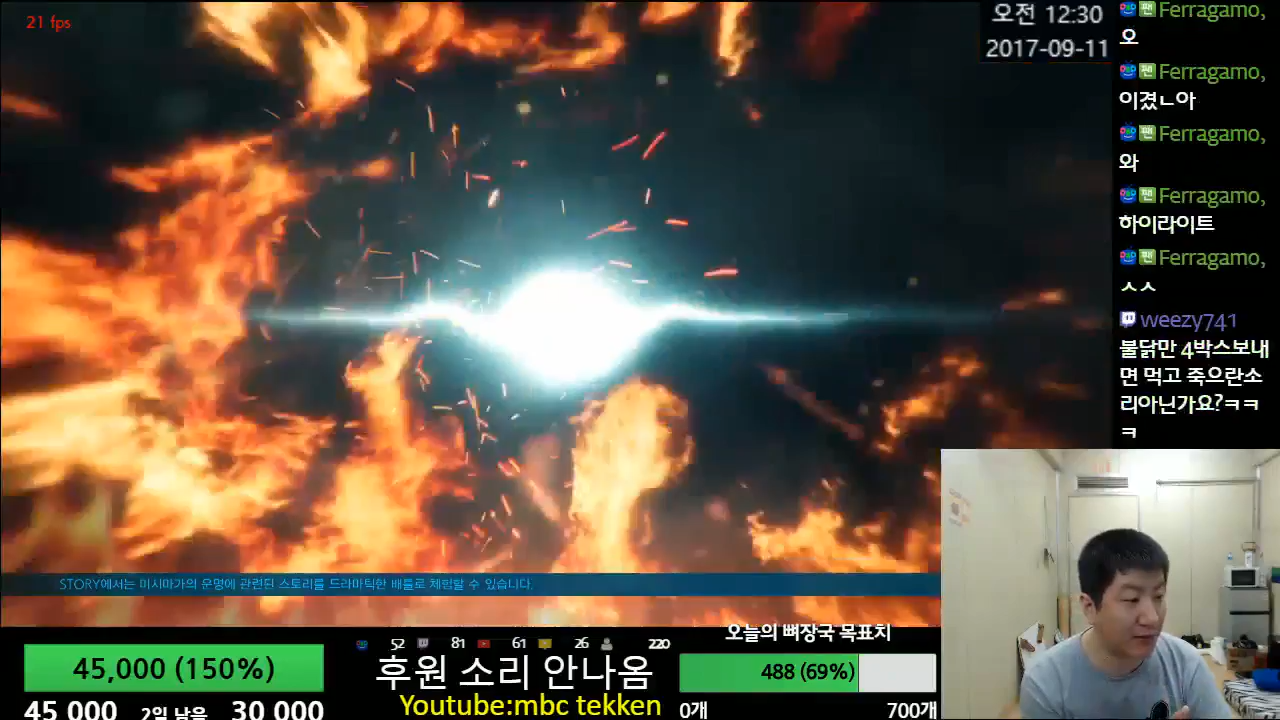 21 fps
오전 12:30
2017-09-11
팬 Ferragamo,
오
팬 Ferragamo,
이겼ㄴ아
팬 Ferragamo,
와
팬 Ferragamo,
하이라이트
팬 Ferragamo,
ㅅㅅ
weezy741
불닭만 4박스보내
면 먹고 죽으란소
리아닌가요?ㅋㅋ
ㅋ
STORY에서는 미시마가의 운명에 관련된 스토리를 드라마틱한 배틀로 체험할 수 있습니다.
52 81 61 26 220
45,000 (150%)
45 000 2일 남음 30 000
후원 소리 안나옴
Youtube:mbc tekken
오늘의 뼈장국 목표치
488 (69%)
0개 700개